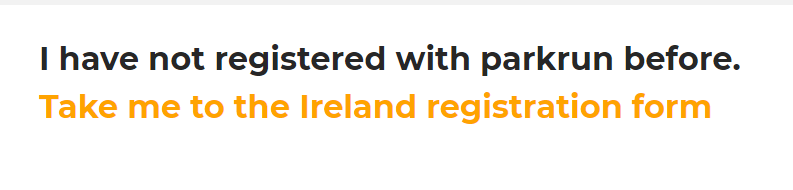 I have not registered with parkrun before.
Take me to the Ireland registration form